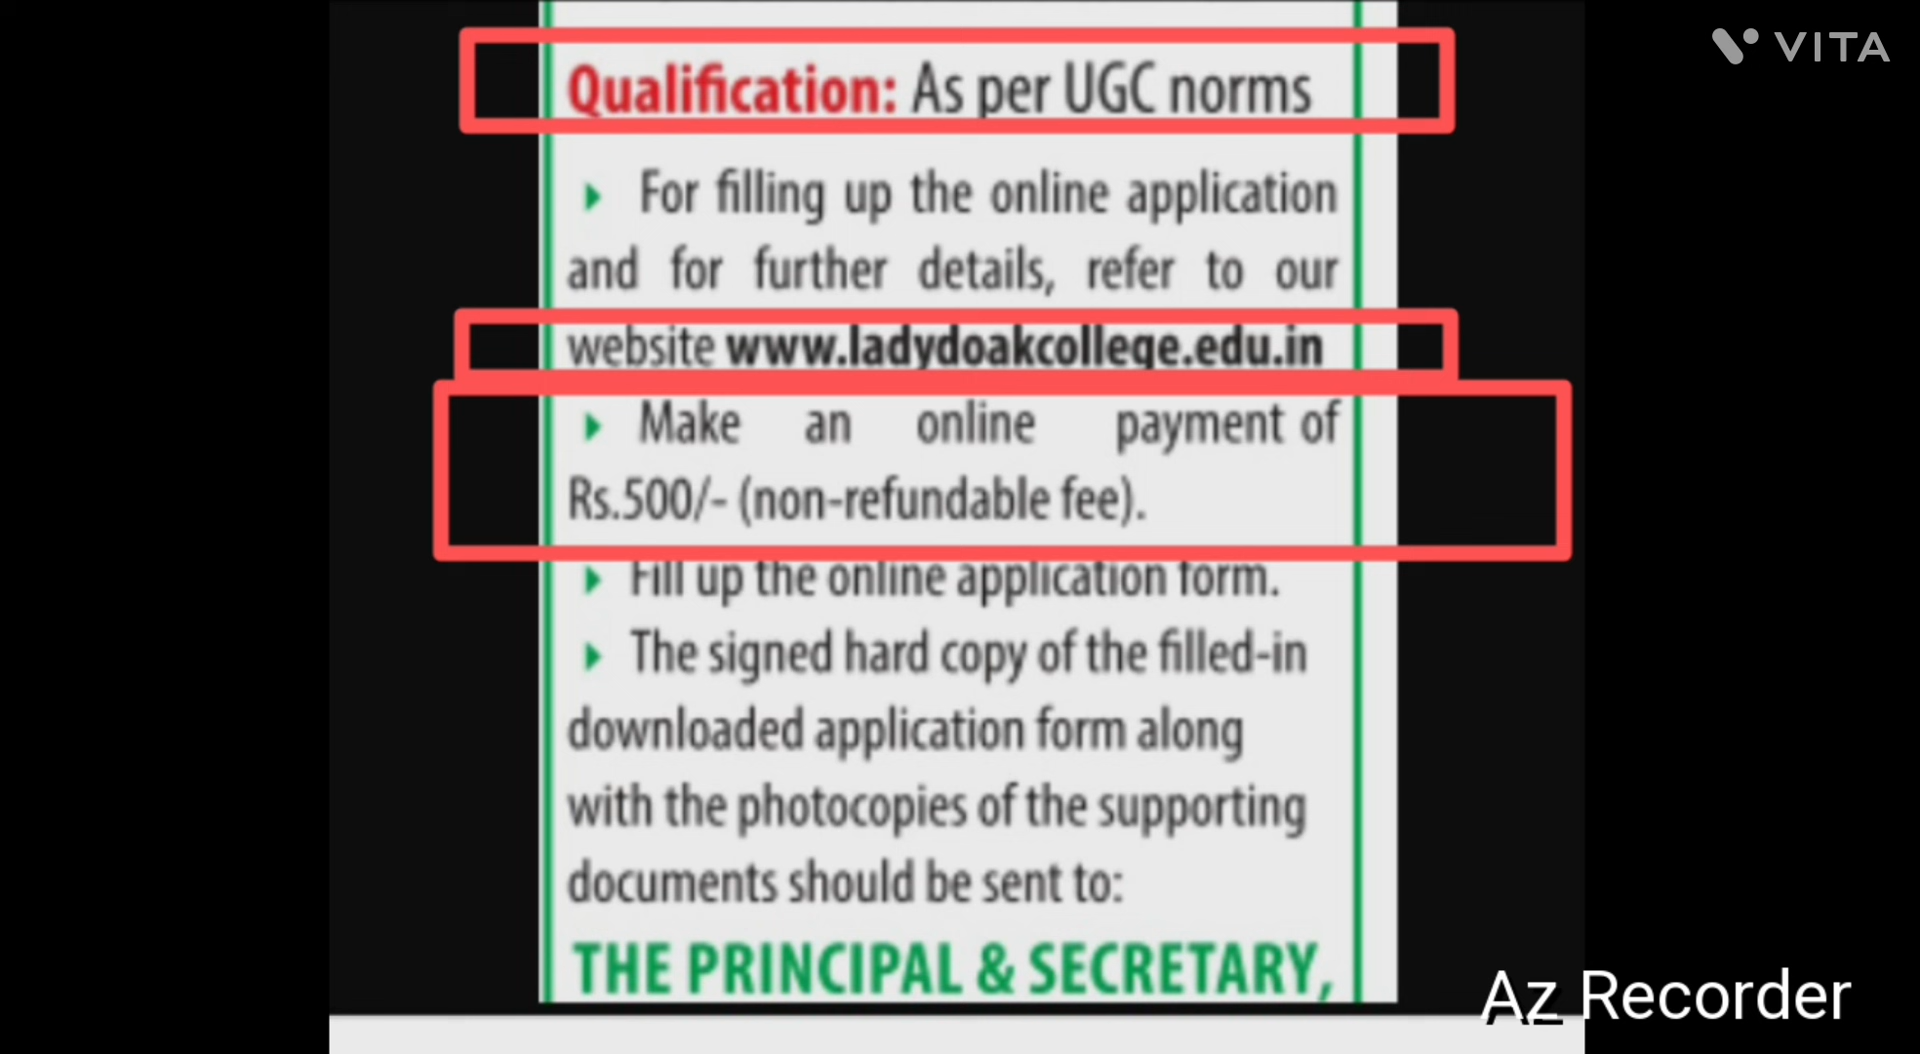 VITA
Qualification: As per UGC norms
For filling up the online application
and for further details, refer to our
website www.ladydoakcollege.edu.in
Make an online payment of
Rs.500/- (non-refundable fee).
Fill up the online application form.
The signed hard copy of the filled-in
downloaded application form along
with the photocopies of the supporting
documents should be sent to:
THE PRINCIPAL & SECRETARY,
Az Recorder